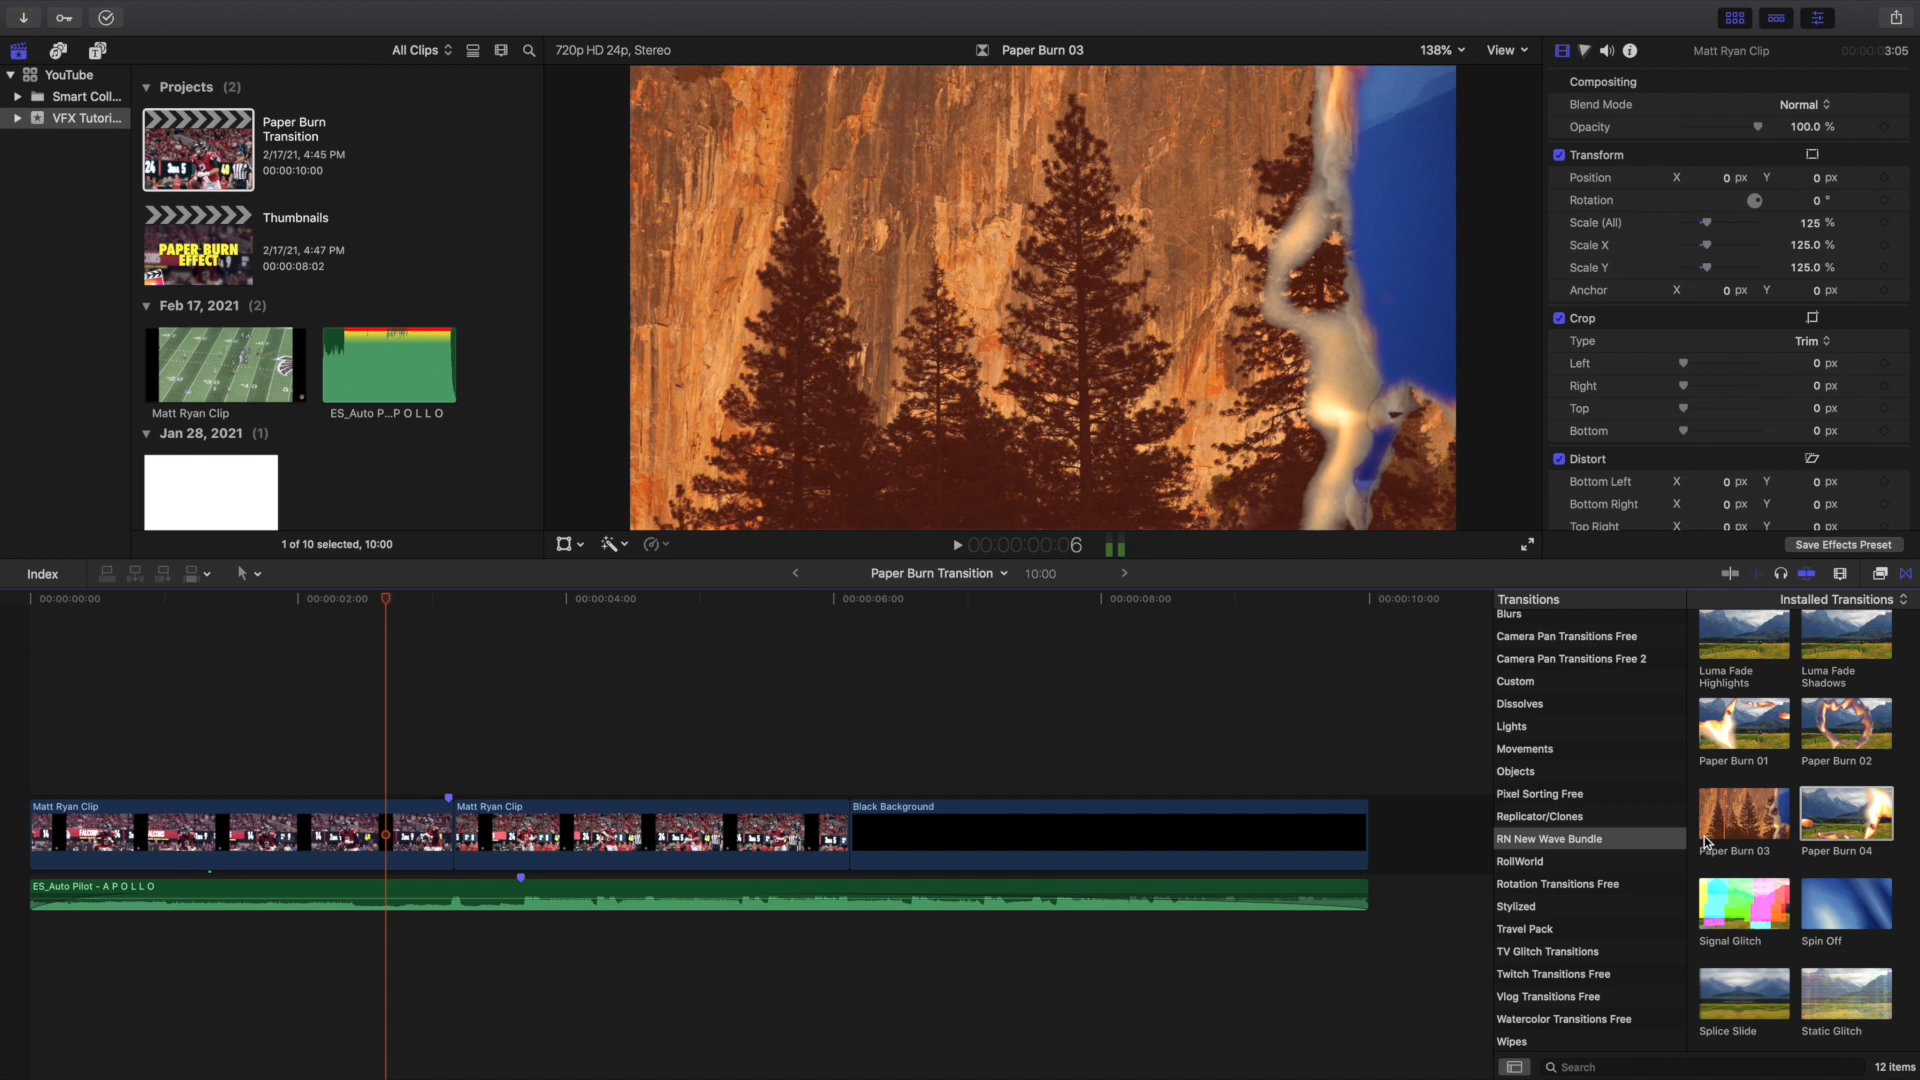 All Clips
720p HD 24p, Stereo
Paper Burn 03
138%
View
Matt Ryan Clip
00:00:03:05
YouTube
Smart Coll...
VFX Tutori...
Projects (2)
Paper Burn
Transition
2/17/21, 4:45 PM
00:00:10:00
Thumbnails
2/17/21, 4:47 PM
00:00:08:02
PAPER BURN
EFFECT
Feb 17, 2021 (2)
Matt Ryan Clip
ES_Auto P...P O L L O
Jan 28, 2021 (1)
1 of 10 selected, 10:00
00:00:00:06
Compositing
Blend Mode Normal
Opacity 100.0 %
Transform
Position X 0 px Y 0 px
Rotation 0 °
Scale (All) 125 %
Scale X 125.0 %
Scale Y 125.0 %
Anchor X 0 px Y 0 px
Crop
Type Trim
Left 0 px
Right 0 px
Top 0 px
Bottom 0 px
Distort
Bottom Left X 0 px Y 0 px
Bottom Right X 0 px Y 0 px
Top Right X 0 px Y 0 px
Save Effects Preset
Index
Paper Burn Transition 10:00
00:00:00:00
00:00:02:00
00:00:04:00
00:00:06:00
00:00:08:00
00:00:10:00
Matt Ryan Clip
Matt Ryan Clip
Black Background
ES_Auto Pilot - A P O L L O
Transitions
Installed Transitions
Blurs
Camera Pan Transitions Free
Camera Pan Transitions Free 2
Custom
Dissolves
Lights
Movements
Objects
Pixel Sorting Free
Replicator/Clones
RN New Wave Bundle
RollWorld
Rotation Transitions Free
Stylized
Travel Pack
TV Glitch Transitions
Twitch Transitions Free
Vlog Transitions Free
Watercolor Transitions Free
Wipes
Luma Fade
Highlights
Luma Fade
Shadows
Paper Burn 01
Paper Burn 02
Paper Burn 03
Paper Burn 04
Signal Glitch
Spin Off
Splice Slide
Static Glitch
Search
12 items